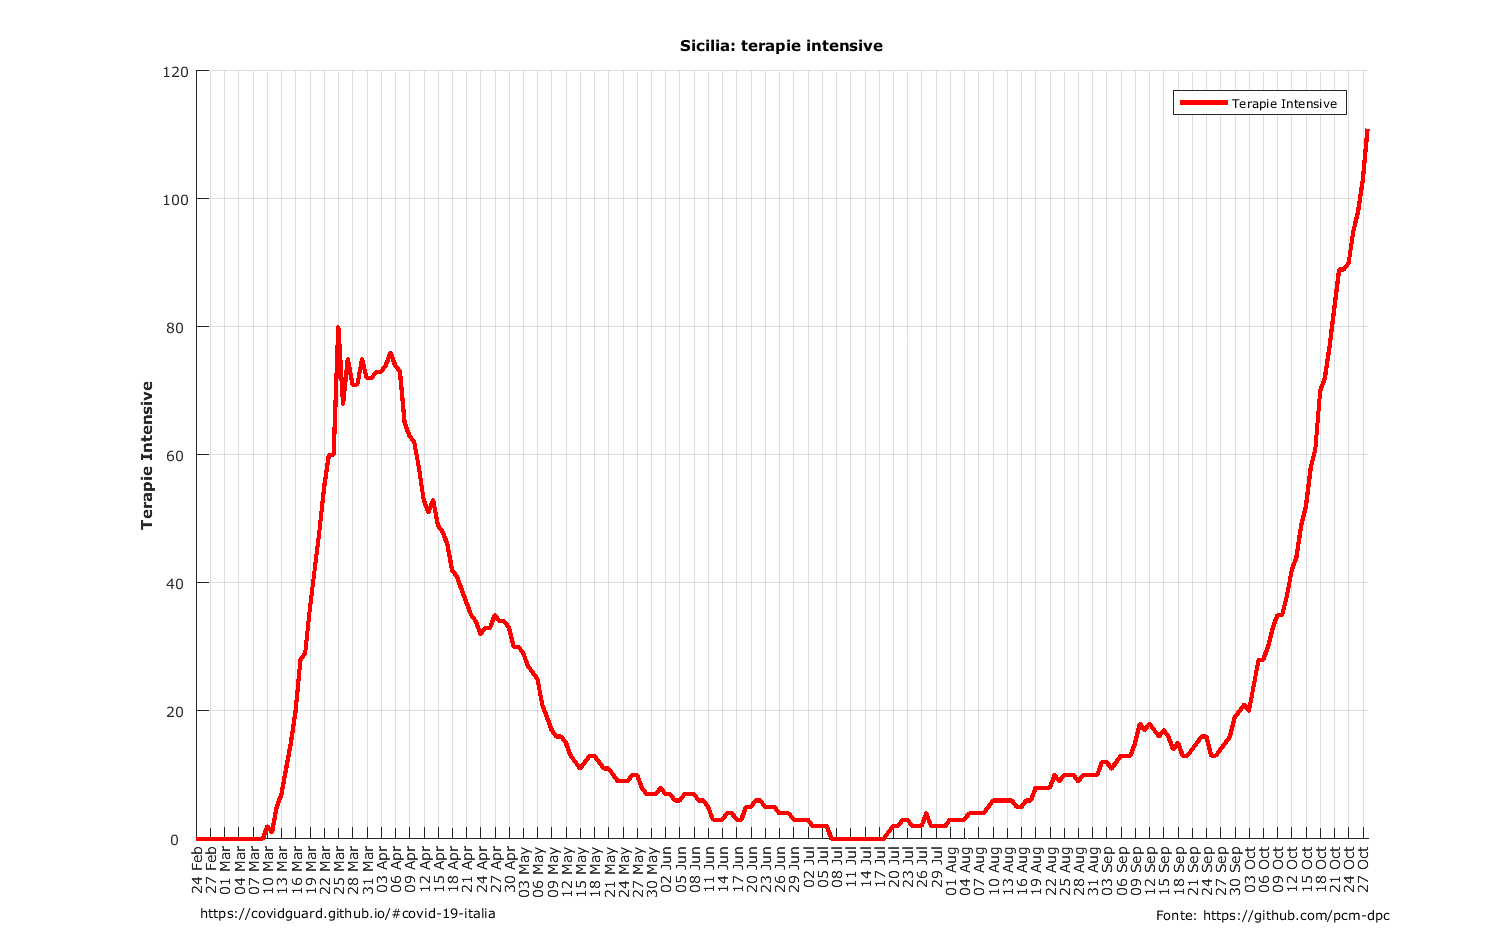 Sicilia: terapie intensive
Terapie Intensive
Terapie Intensive
120
100
80
60
40
20
0
24 Feb
27 Feb
01 Mar
04 Mar
07 Mar
10 Mar
13 Mar
16 Mar
19 Mar
22 Mar
25 Mar
28 Mar
31 Mar
03 Apr
06 Apr
09 Apr
12 Apr
15 Apr
18 Apr
21 Apr
24 Apr
27 Apr
30 Apr
03 May
06 May
09 May
12 May
15 May
18 May
21 May
24 May
27 May
30 May
02 Jun
05 Jun
08 Jun
11 Jun
14 Jun
17 Jun
20 Jun
23 Jun
26 Jun
29 Jun
02 Jul
05 Jul
08 Jul
11 Jul
14 Jul
17 Jul
20 Jul
23 Jul
26 Jul
29 Jul
01 Aug
04 Aug
07 Aug
10 Aug
13 Aug
16 Aug
19 Aug
22 Aug
25 Aug
28 Aug
31 Aug
03 Sep
06 Sep
09 Sep
12 Sep
15 Sep
18 Sep
21 Sep
24 Sep
27 Sep
30 Sep
03 Oct
06 Oct
09 Oct
12 Oct
15 Oct
18 Oct
21 Oct
24 Oct
27 Oct
https://covidguard.github.io/#covid-19-italia
Fonte: https://github.com/pcm-dpc